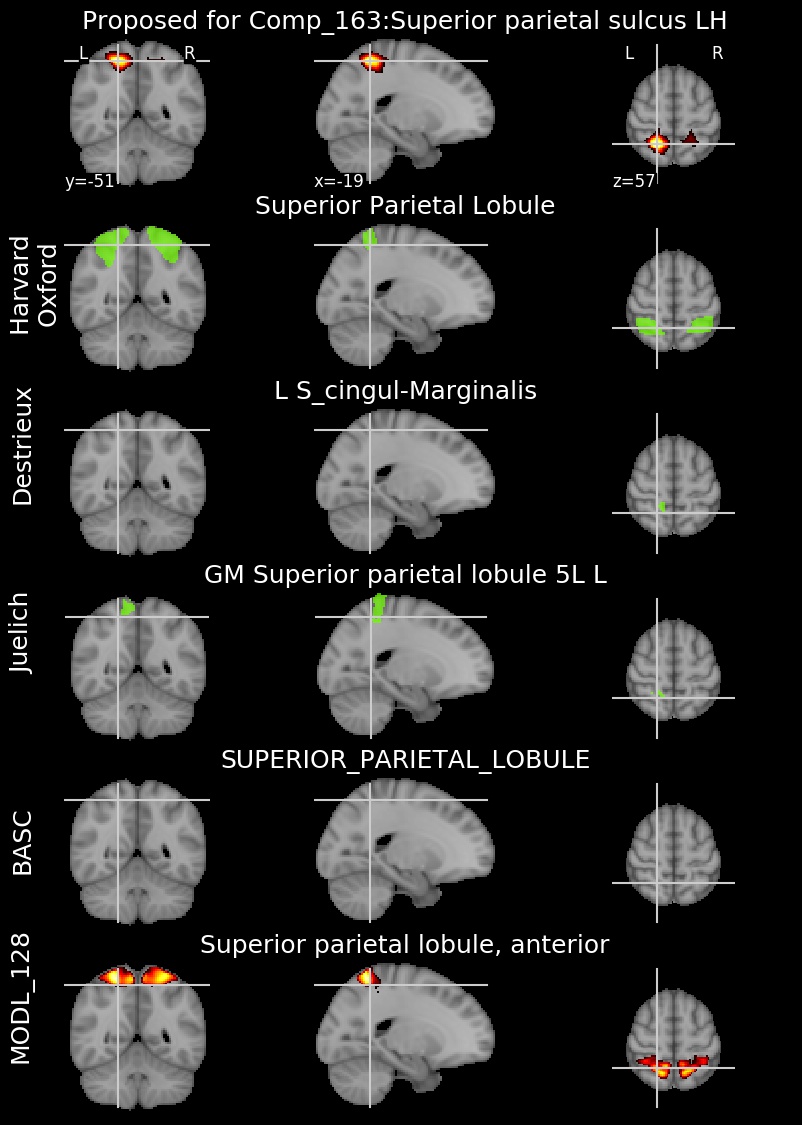 Proposed for Comp_163:Superior parietal sulcus LH
L R
L R
y=-51
x=-19
z=57
Superior Parietal Lobule
Harvard
Oxford
L S_cingul-Marginalis
Destrieux
GM Superior parietal lobule 5L L
Juelich
SUPERIOR_PARIETAL_LOBULE
BASC
Superior parietal lobule, anterior
MODL_128